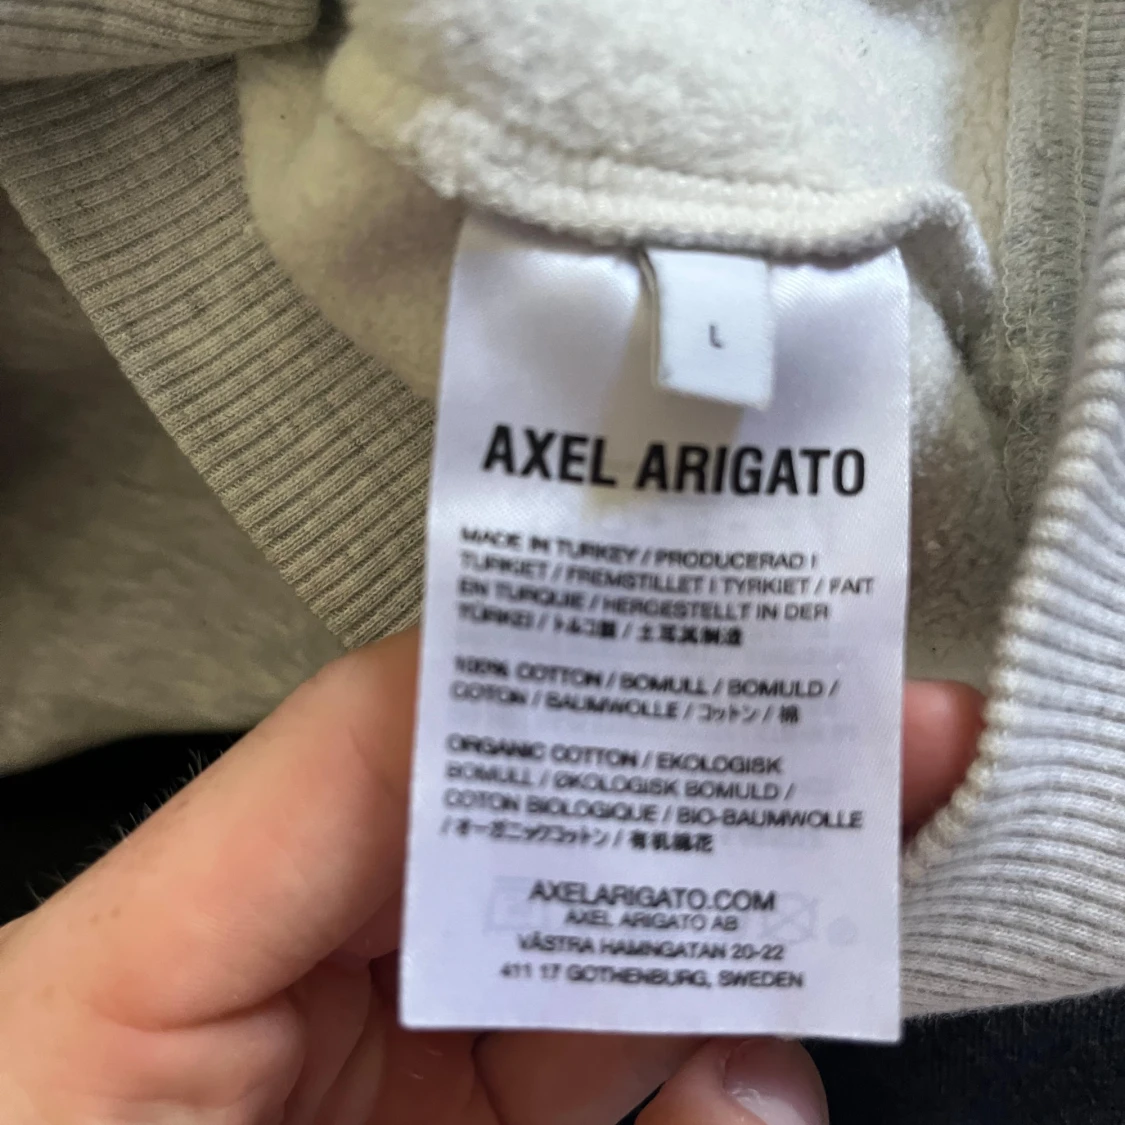 L
AXEL ARIGATO
MADE IN TURKEY / PRODUCERAD I
TURKIET / FREMSTILLET I TYRKIET / FAIT
EN TURQUIE / HERGESTELLT IN DER
TÜRKEI / トルコ製 / 土耳其制造
100% COTTON / BOMULL / BOMULD /
COTON / BAUMWOLLE / コットン / 棉
ORGANIC COTTON / EKOLOGISK
BOMULL / ØKOLOGISK BOMULD /
COTON BIOLOGIQUE / BIO-BAUMWOLLE
/ オーガニックコットン / 有机棉花
AXELARIGATO.COM
AXEL ARIGATO AB
VÄSTRA HAMNGATAN 20-22
411 17 GOTHENBURG, SWEDEN